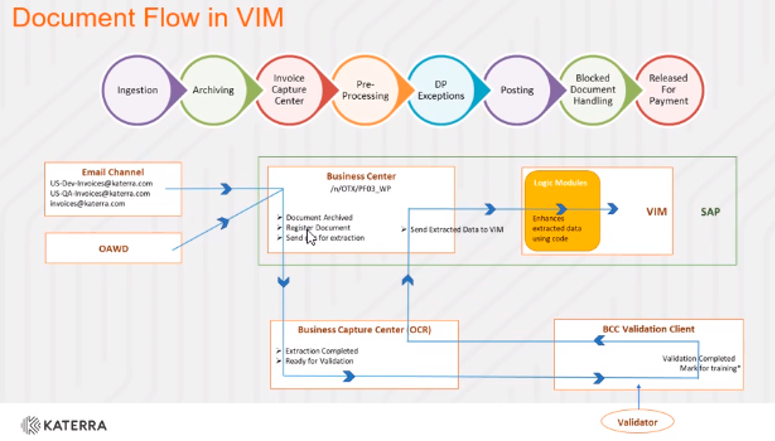 Document Flow in VIM
Ingestion
Archiving
Invoice
Capture
Center
Pre-
Processing
DP
Exceptions
Posting
Blocked
Document
Handling
Released
For
Payment
Email Channel
US-Dev-Invoices@katerra.com
US-QA-Invoices@katerra.com
invoices@katerra.com
OAWD
Business Center
/n/OTX/PF03_WP
Document Archived
Register Document
Send for extraction
Send Extracted Data to VIM
Logic Modules
Enhances
extracted data
using code
VIM
SAP
Business Capture Center (OCR)
Extraction Completed
Ready for Validation
BCC Validation Client
Validation Completed
Mark for training*
Validator
KATERRA